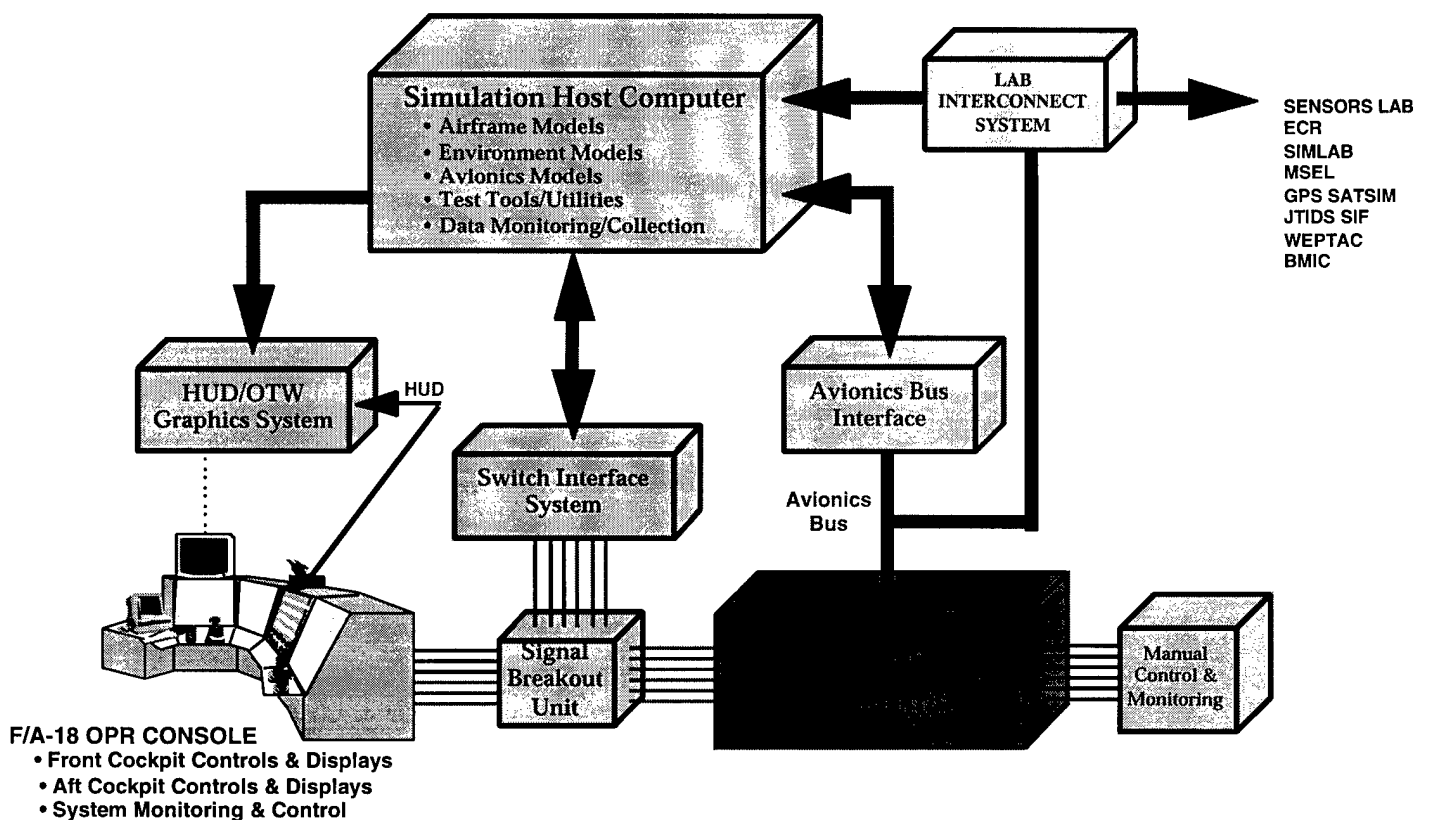 Simulation Host Computer
• Airframe Models
• Environment Models
• Avionics Models
• Test Tools/Utilities
• Data Monitoring/Collection
LAB
INTERCONNECT
SYSTEM
SENSORS LAB
ECR
SIMLAB
MSEL
GPS SATSIM
JTIDS SIF
WEPTAC
BMIC
HUD/OTW
Graphics System
HUD
Switch Interface
System
Avionics Bus
Interface
Avionics
Bus
Signal
Breakout
Unit
Manual
Control &
Monitoring
F/A-18 OPR CONSOLE
• Front Cockpit Controls & Displays
• Aft Cockpit Controls & Displays
• System Monitoring & Control